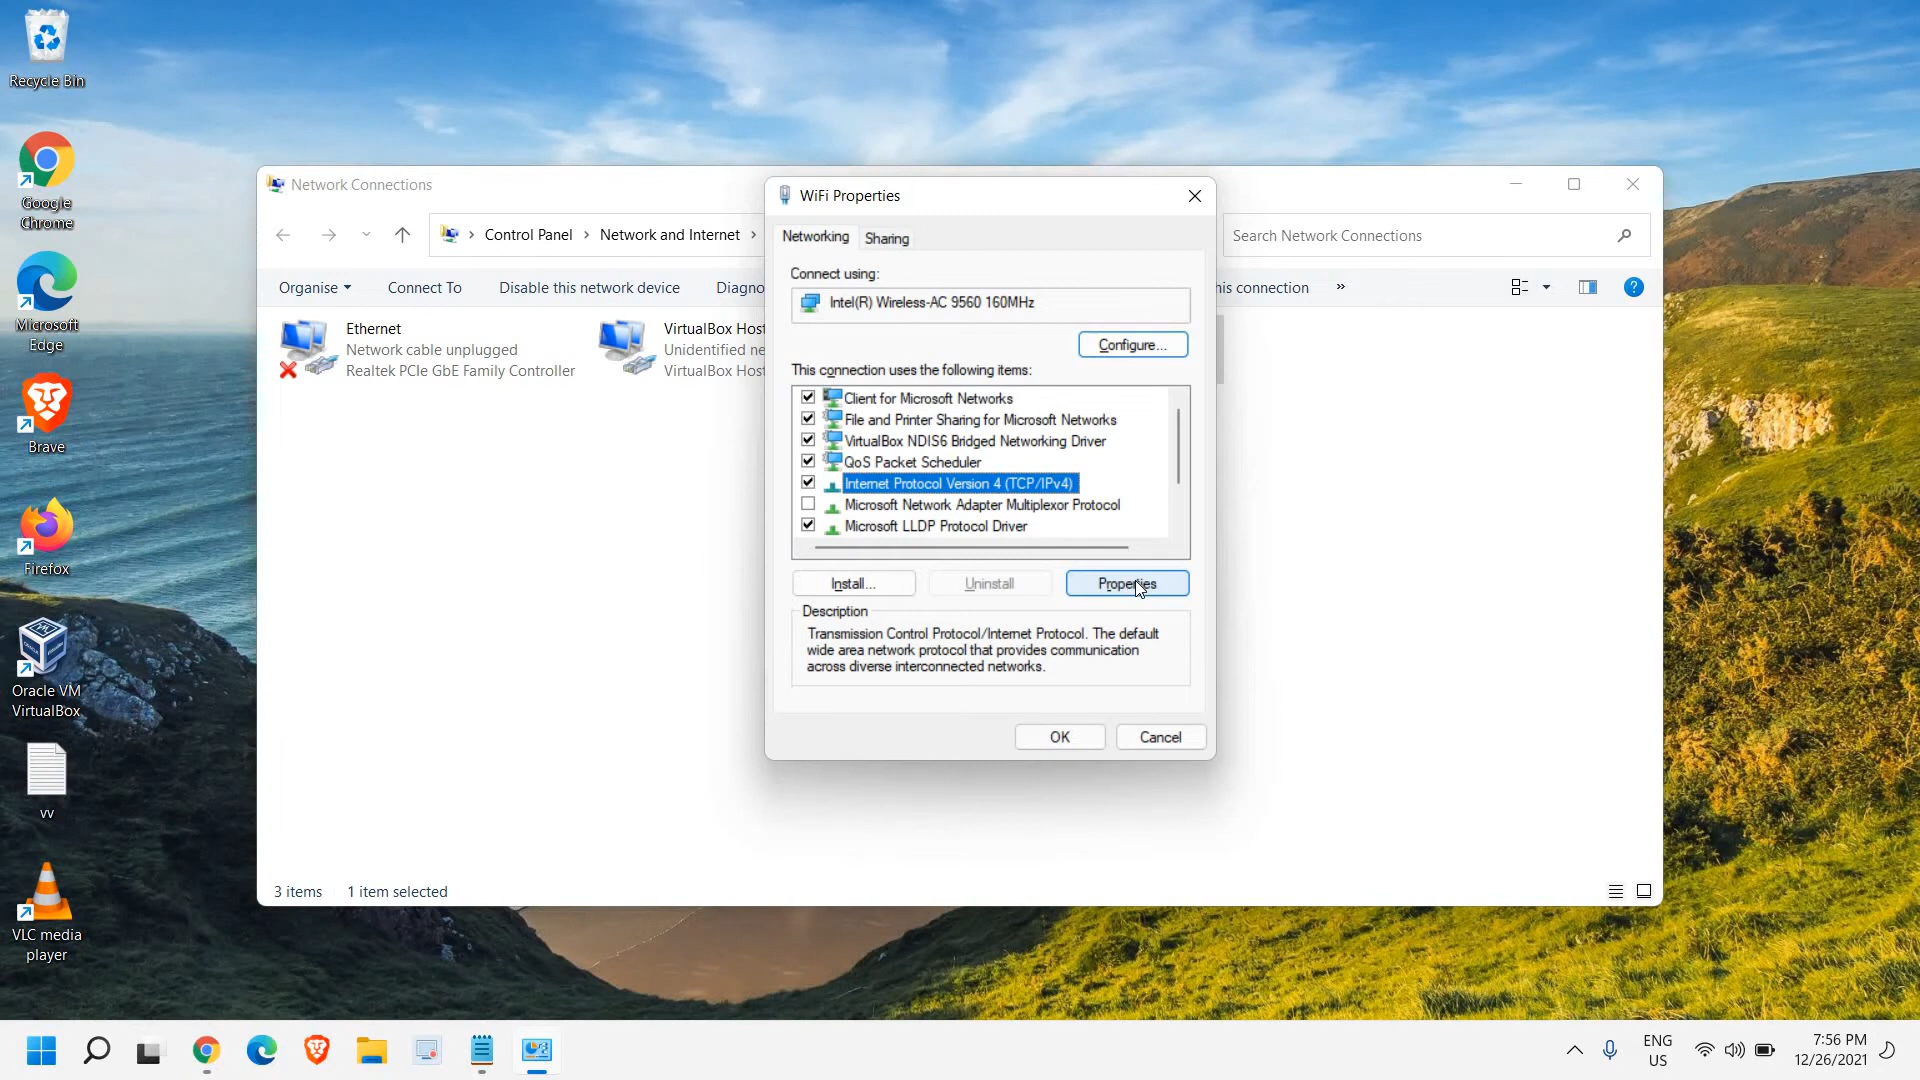 Recycle Bin
Google
Chrome
Microsoft
Edge
Brave
Firefox
Oracle VM
VirtualBox
vv
VLC media
player
Network Connections
Control Panel
Network and Internet
Search Network Connections
Organise
Connect To
Disable this network device
Diagno
his connection
Ethernet
Network cable unplugged
Realtek PCIe GbE Family Controller
VirtualBox Host
Unidentified ne
VirtualBox Host
3 items
1 item selected
WiFi Properties
Networking
Sharing
Connect using:
Intel(R) Wireless-AC 9560 160MHz
Configure...
This connection uses the following items:
Client for Microsoft Networks
File and Printer Sharing for Microsoft Networks
VirtualBox NDIS6 Bridged Networking Driver
QoS Packet Scheduler
Internet Protocol Version 4 (TCP/IPv4)
Microsoft Network Adapter Multiplexor Protocol
Microsoft LLDP Protocol Driver
Install...
Uninstall
Properties
Description
Transmission Control Protocol/Internet Protocol. The default
wide area network protocol that provides communication
across diverse interconnected networks.
OK
Cancel
ENG
US
7:56 PM
12/26/2021